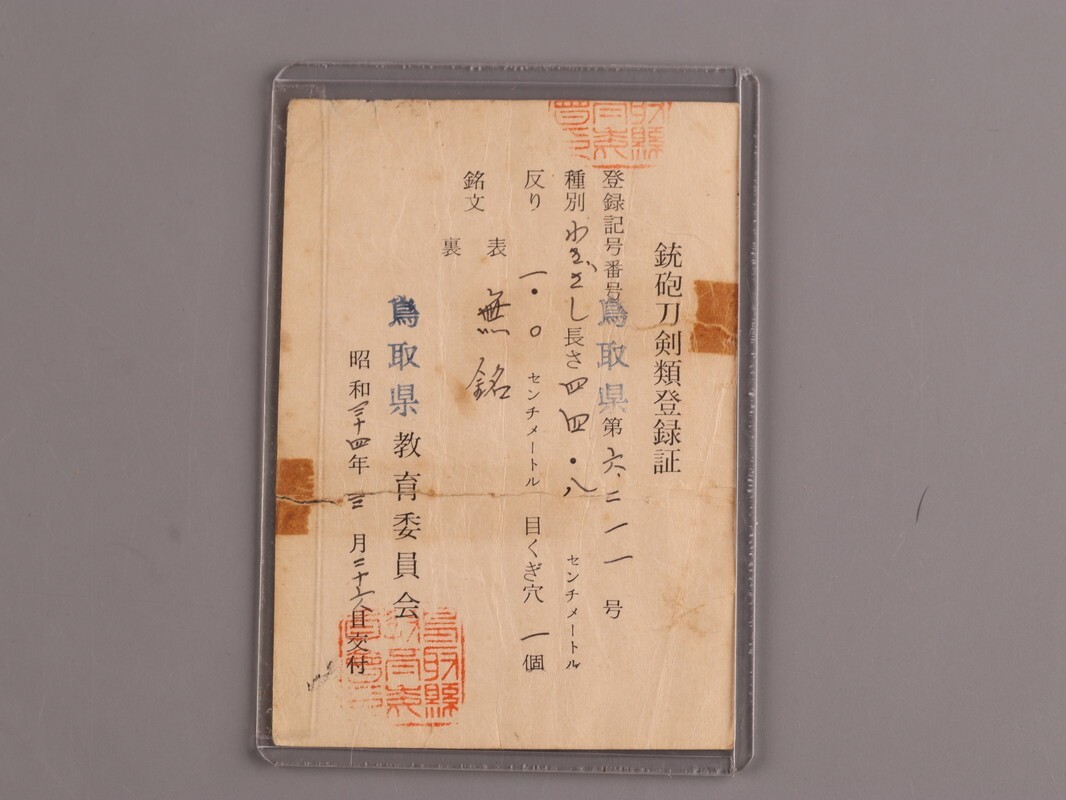 銃砲刀剣類登録証
登録記号番号鳥取県第六二一一号
種別わきざし長さ四四・八センチメートル
反り一・〇センチメートル目くぎ穴一個
銘文
表
無銘
裏
鳥取県教育委員会
昭和三十四年三月二十六日交付